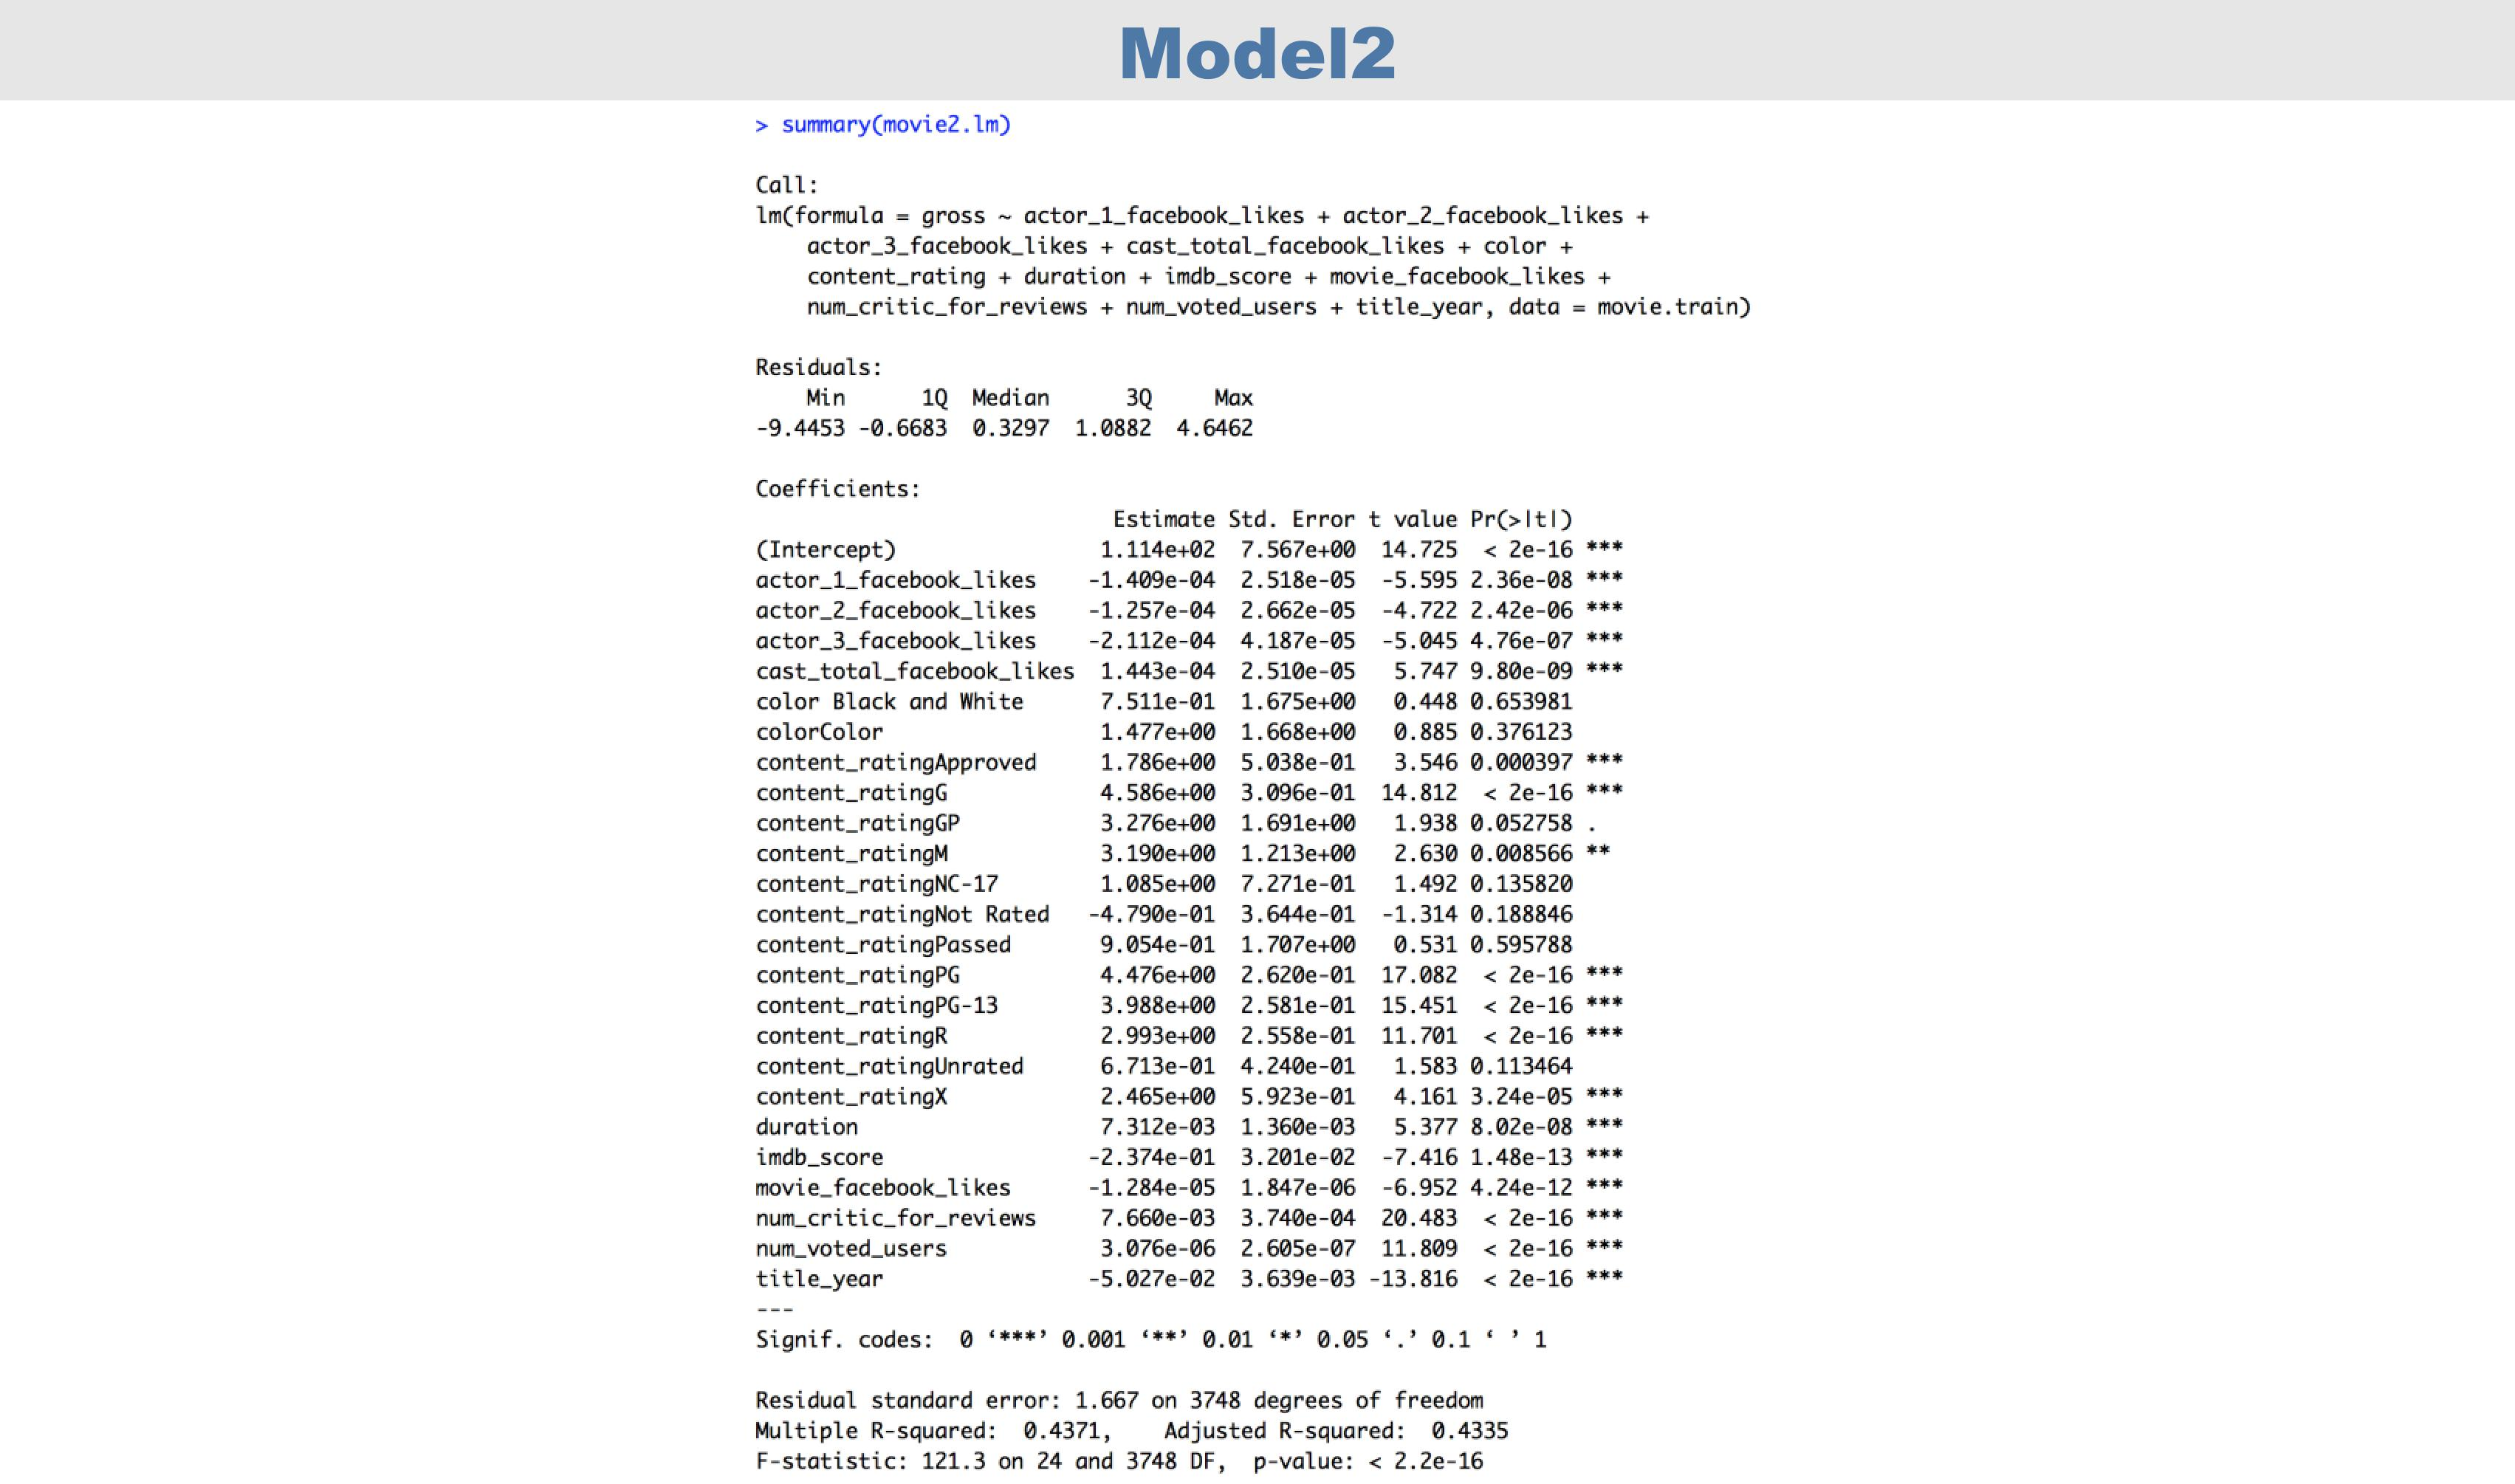 Model2
> summary(movie2.lm)
Call:
lm(formula = gross ~ actor_1_facebook_likes + actor_2_facebook_likes +
    actor_3_facebook_likes + cast_total_facebook_likes + color +
    content_rating + duration + imdb_score + movie_facebook_likes +
    num_critic_for_reviews + num_voted_users + title_year, data = movie.train)
Residuals:
    Min      1Q  Median      3Q     Max
-9.4453 -0.6683  0.3297  1.0882  4.6462
Coefficients:
                            Estimate Std. Error t value Pr(>|t|)
(Intercept)                1.114e+02  7.567e+00  14.725  < 2e-16 ***
actor_1_facebook_likes    -1.409e-04  2.518e-05  -5.595 2.36e-08 ***
actor_2_facebook_likes    -1.257e-04  2.662e-05  -4.722 2.42e-06 ***
actor_3_facebook_likes    -2.112e-04  4.187e-05  -5.045 4.76e-07 ***
cast_total_facebook_likes  1.443e-04  2.510e-05   5.747 9.80e-09 ***
color Black and White      7.511e-01  1.675e+00   0.448 0.653981
colorColor                 1.477e+00  1.668e+00   0.885 0.376123
content_ratingApproved     1.786e+00  5.038e-01   3.546 0.000397 ***
content_ratingG            4.586e+00  3.096e-01  14.812  < 2e-16 ***
content_ratingGP           3.276e+00  1.691e+00   1.938 0.052758 .
content_ratingM            3.190e+00  1.213e+00   2.630 0.008566 **
content_ratingNC-17        1.085e+00  7.271e-01   1.492 0.135820
content_ratingNot Rated   -4.790e-01  3.644e-01  -1.314 0.188846
content_ratingPassed       9.054e-01  1.707e+00   0.531 0.595788
content_ratingPG           4.476e+00  2.620e-01  17.082  < 2e-16 ***
content_ratingPG-13        3.988e+00  2.581e-01  15.451  < 2e-16 ***
content_ratingR            2.993e+00  2.558e-01  11.701  < 2e-16 ***
content_ratingUnrated      6.713e-01  4.240e-01   1.583 0.113464
content_ratingX            2.465e+00  5.923e-01   4.161 3.24e-05 ***
duration                   7.312e-03  1.360e-03   5.377 8.02e-08 ***
imdb_score                -2.374e-01  3.201e-02  -7.416 1.48e-13 ***
movie_facebook_likes      -1.284e-05  1.847e-06  -6.952 4.24e-12 ***
num_critic_for_reviews     7.660e-03  3.740e-04  20.483  < 2e-16 ***
num_voted_users            3.076e-06  2.605e-07  11.809  < 2e-16 ***
title_year                -5.027e-02  3.639e-03 -13.816  < 2e-16 ***
---
Signif. codes:  0 ‘***’ 0.001 ‘**’ 0.01 ‘*’ 0.05 ‘.’ 0.1 ‘ ’ 1
Residual standard error: 1.667 on 3748 degrees of freedom
Multiple R-squared:  0.4371,    Adjusted R-squared:  0.4335
F-statistic: 121.3 on 24 and 3748 DF,  p-value: < 2.2e-16